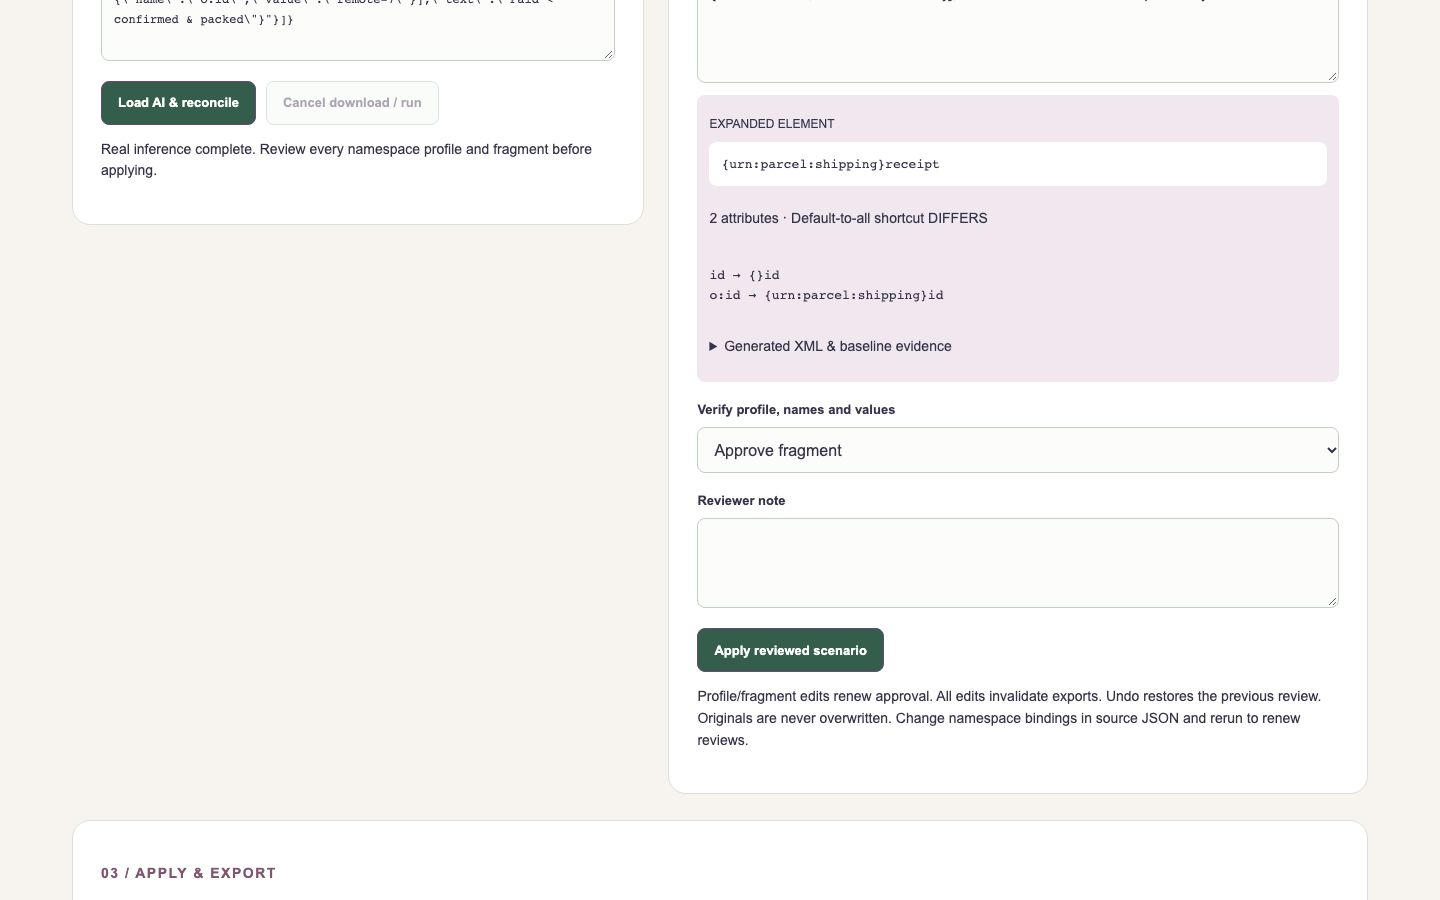 confirmed & packed\"}"}]}
Load AI & reconcile
Cancel download / run
Real inference complete. Review every namespace profile and fragment before
applying.
EXPANDED ELEMENT
{urn:parcel:shipping}receipt
2 attributes · Default-to-all shortcut DIFFERS
id → {}id
o:id → {urn:parcel:shipping}id
▶ Generated XML & baseline evidence
Verify profile, names and values
Approve fragment
Reviewer note
Apply reviewed scenario
Profile/fragment edits renew approval. All edits invalidate exports. Undo restores the previous review.
Originals are never overwritten. Change namespace bindings in source JSON and rerun to renew
reviews.
03 / APPLY & EXPORT